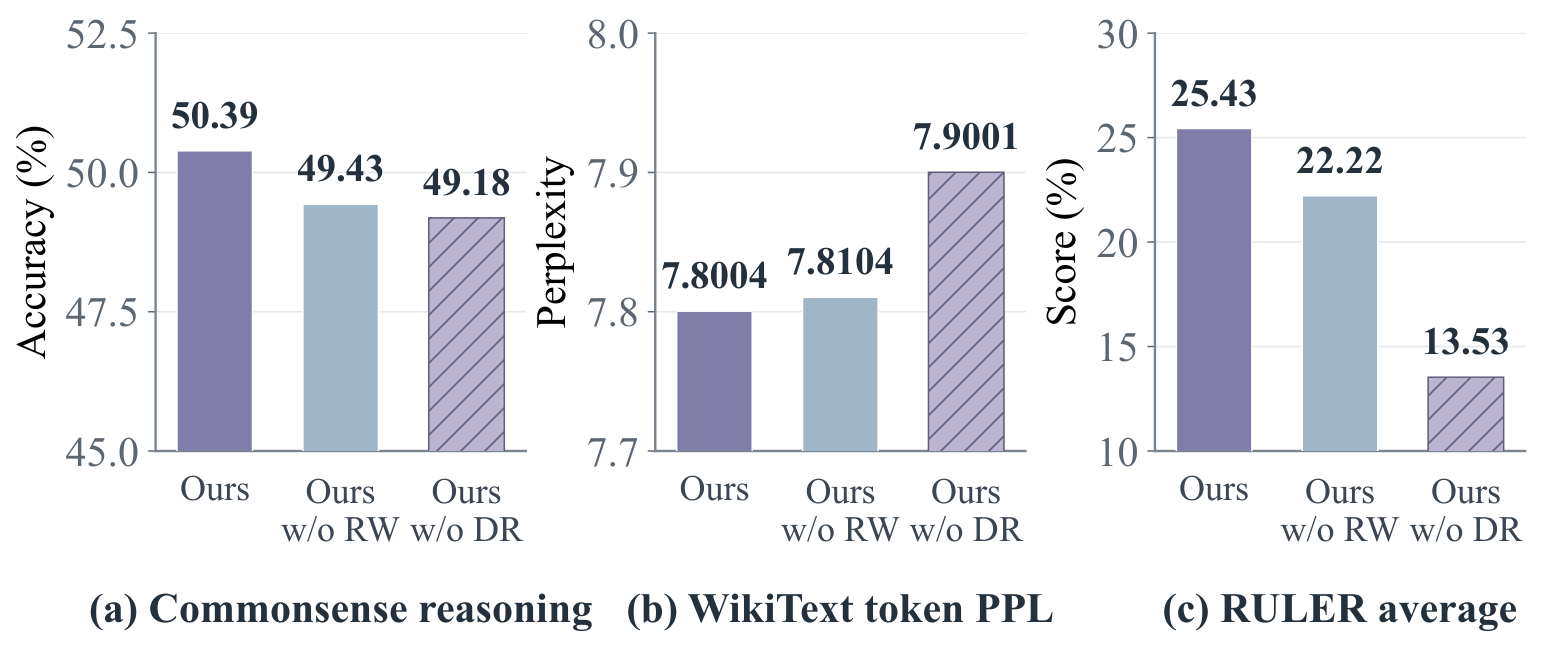 52.5
50.0
47.5
45.0
Accuracy (%)
50.39
49.43
49.18
Ours
Ours
w/o RW
Ours
w/o DR
(a) Commonsense reasoning
8.0
7.9
7.8
7.7
Perplexity
7.8004
7.8104
7.9001
Ours
Ours
w/o RW
Ours
w/o DR
(b) WikiText token PPL
30
25
20
15
10
Score (%)
25.43
22.22
13.53
Ours
Ours
w/o RW
Ours
w/o DR
(c) RULER average